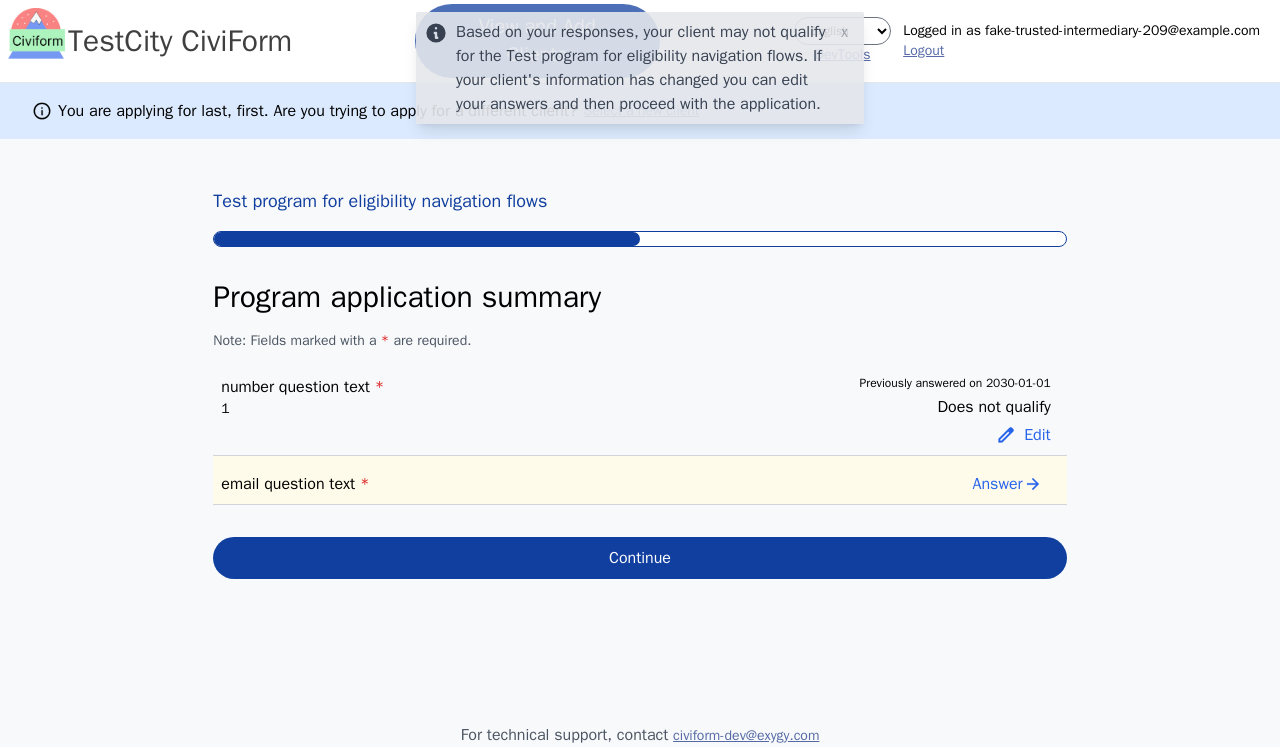 Civiform
TestCity CiviForm
View and Add
Based on your responses, your client may not qualify
for the Test program for eligibility navigation flows. If
your client's information has changed you can edit
your answers and then proceed with the application.
x
Logged in as fake-trusted-intermediary-209@example.com
DevTools
Logout
You are applying for last, first. Are you trying to apply for a different client? Select a new client
Test program for eligibility navigation flows
Program application summary
Note: Fields marked with a * are required.
number question text *
1
Previously answered on 2030-01-01
Does not qualify
Edit
email question text *
Answer
Continue
For technical support, contact civiform-dev@exygy.com